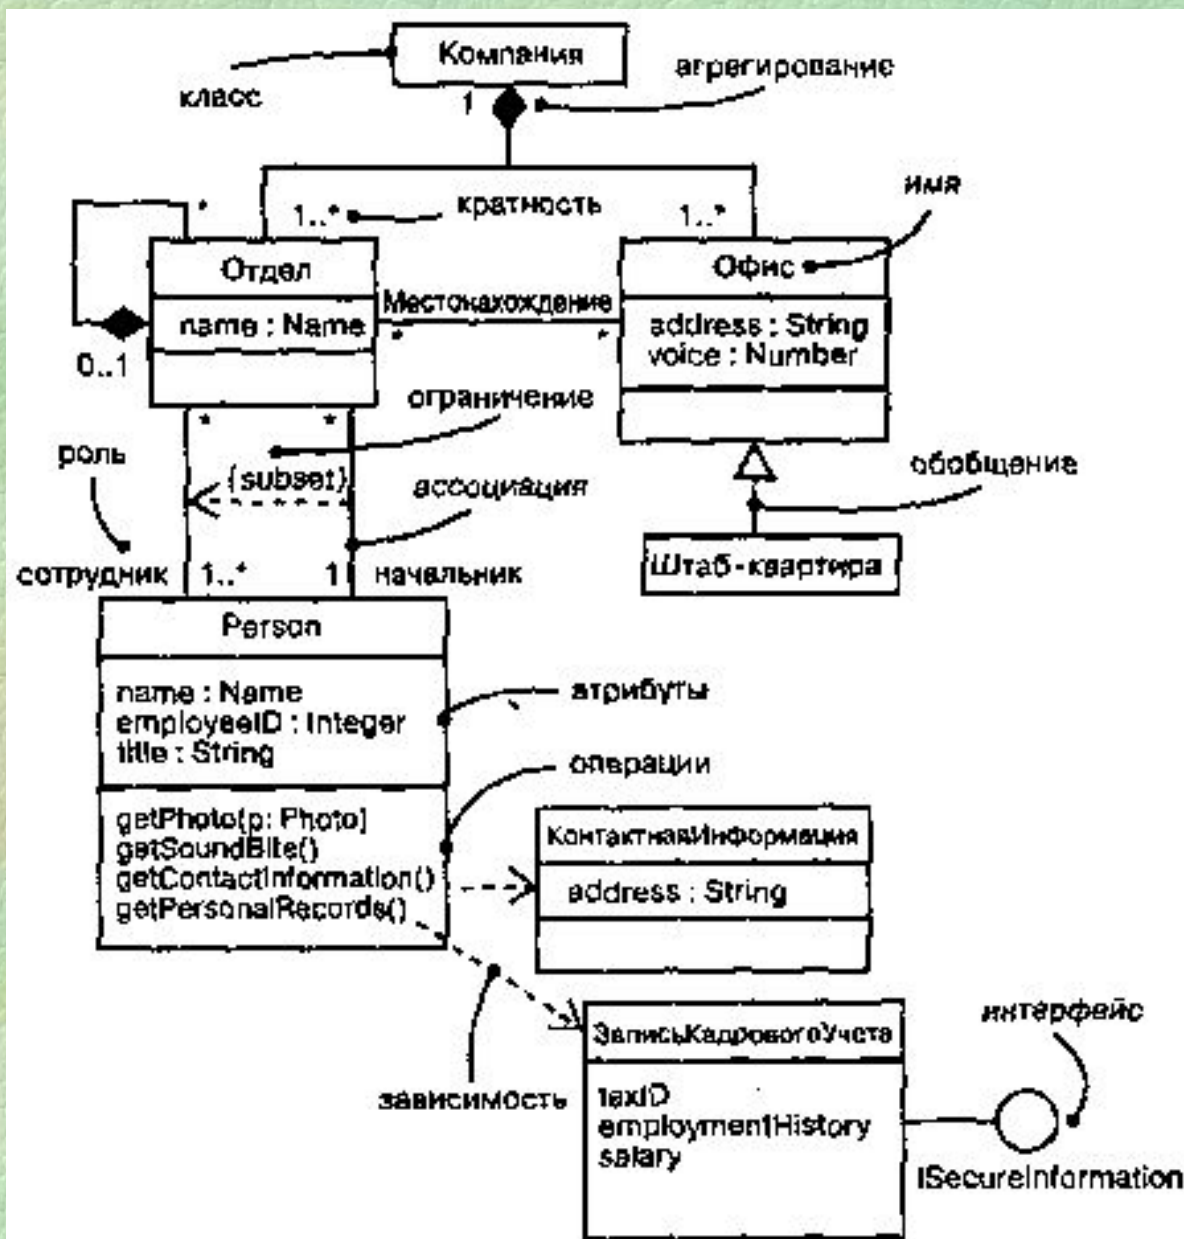 Компания
класс
агрегирование
1
имя
*
1..*
кратность
1..*
Отдел
Офис
Местонахождение
name : Name
address : String
voice : Number
*
*
0..1
ограничение
*
*
роль
{subset}
ассоциация
обобщение
сотрудник
1..*
1
начальник
Штаб-квартира
Person
name : Name
employeeID : Integer
title : String
атрибуты
операции
getPhoto(p: Photo)
getSoundBite()
getContactInformation()
getPersonalRecords()
КонтактнаяИнформация
address : String
ЗаписьКадровогоУчета
интерфейс
зависимость
taxID
employmentHistory
salary
ISecureInformation